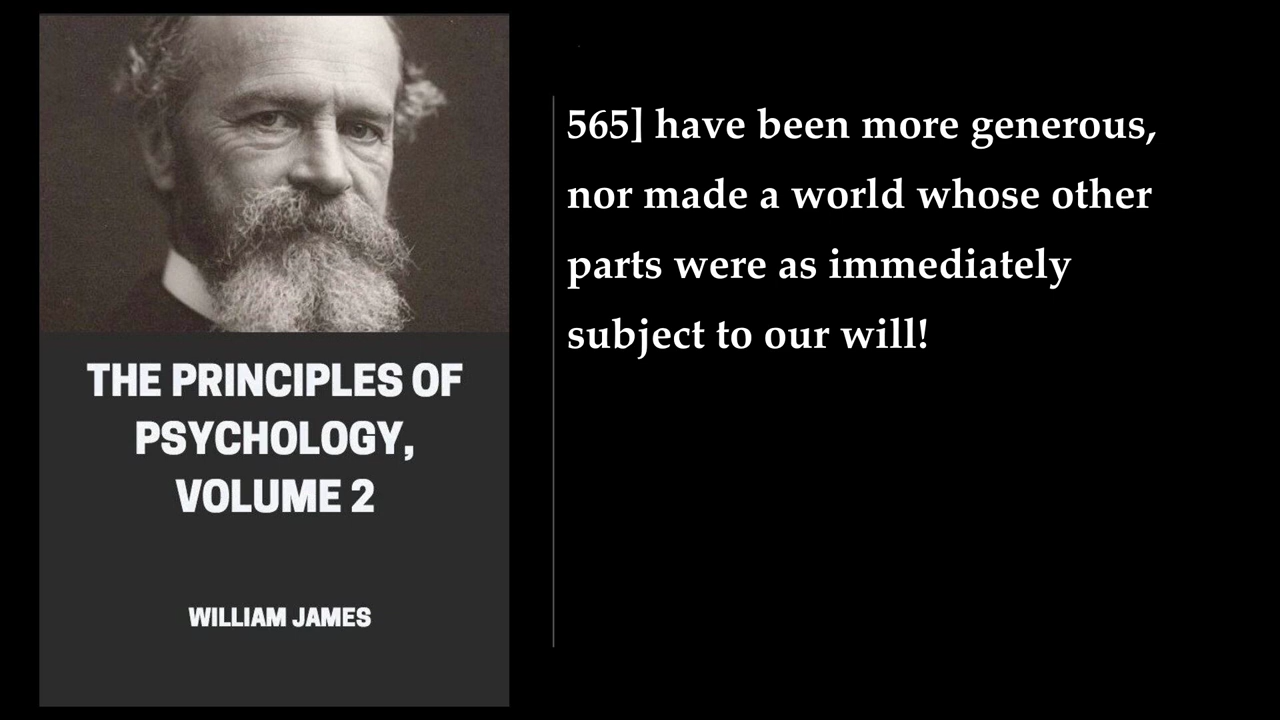 THE PRINCIPLES OF
PSYCHOLOGY,
VOLUME 2
WILLIAM JAMES
565] have been more generous,
nor made a world whose other
parts were as immediately
subject to our will!